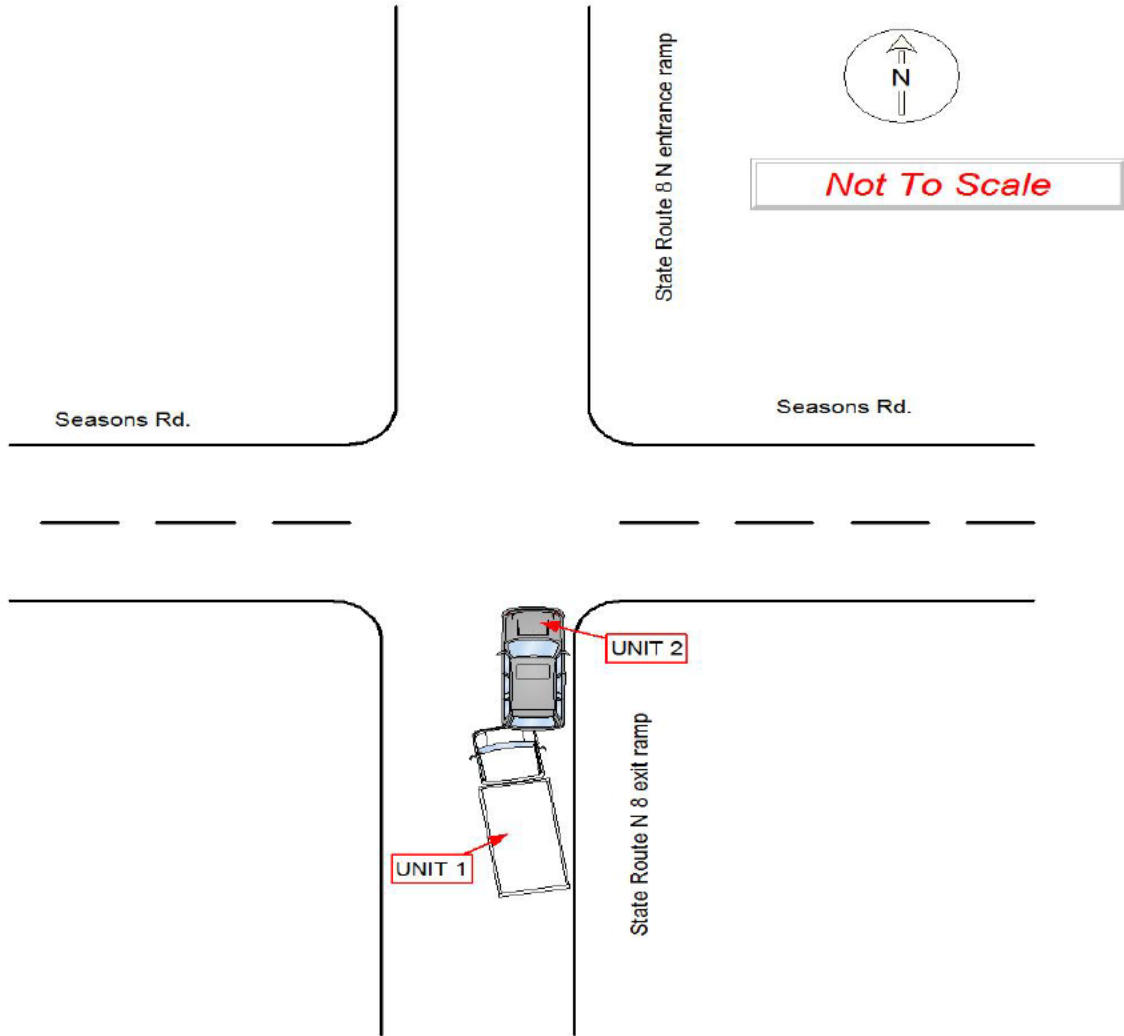 State Route 8 N entrance ramp
N
Not To Scale
Seasons Rd.
Seasons Rd.
UNIT 2
State Route N 8 exit ramp
UNIT 1